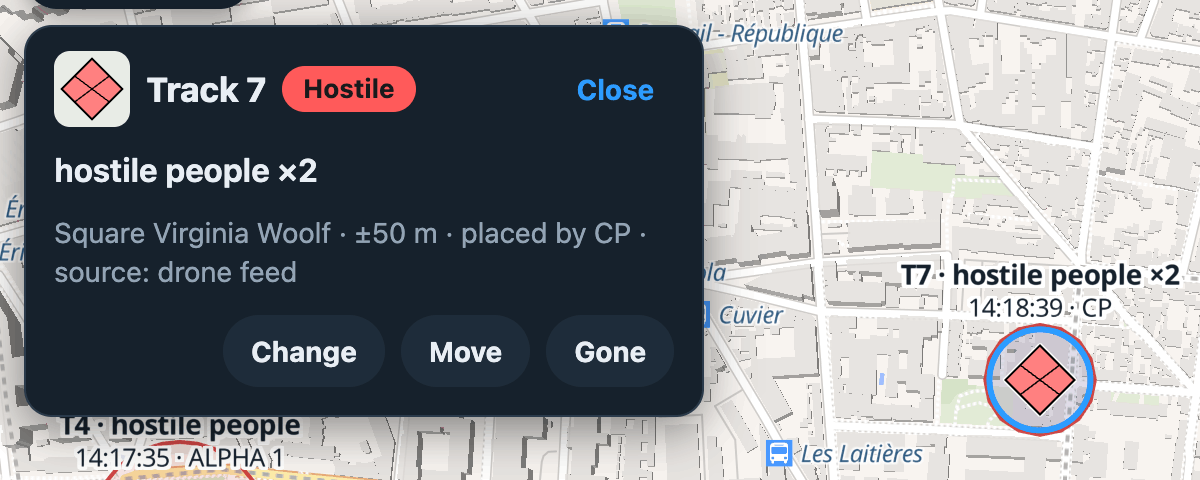 Track 7
Hostile
Close
hostile people ×2
Square Virginia Woolf · ±50 m · placed by CP ·
source: drone feed
Change
Move
Gone
République
Cuvier
T7 · hostile people ×2
14:18:39 · CP
T4 · hostile people
14:17:35 · ALPHA 1
Les Laitières